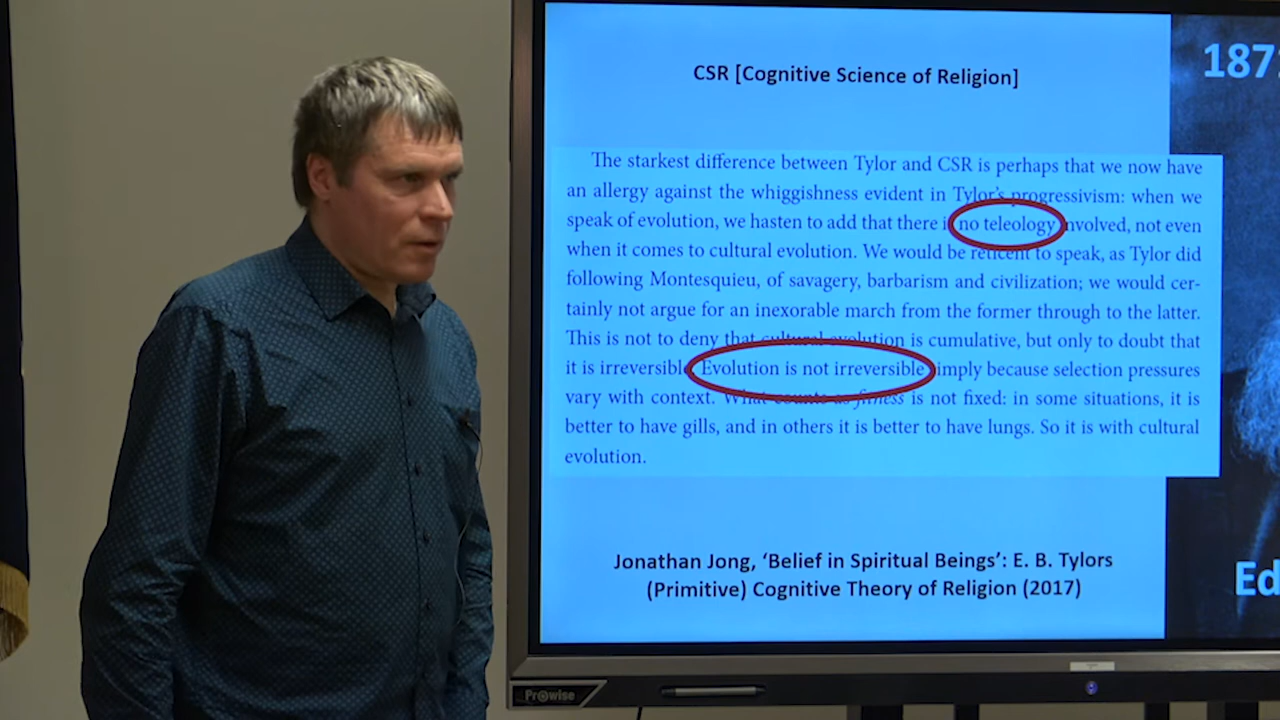 CSR [Cognitive Science of Religion]
187
The starkest difference between Tylor and CSR is perhaps that we now have
an allergy against the whiggishness evident in Tylor's progressivism: when we
speak of evolution, we hasten to add that there i no teleology nvolved, not even
when it comes to cultural evolution. We would be reticent to speak, as Tylor did
following Montesquieu, of savagery, barbarism and civilization; we would cer-
tainly not argue for an inexorable march from the former through to the latter.
This is not to deny that cultural evolution is cumulative, but only to doubt that
it is irreversible Evolution is not irreversible imply because selection pressures
vary with context. What counts as fitness is not fixed: in some situations, it is
better to have gills, and in others it is better to have lungs. So it is with cultural
evolution.
Jonathan Jong, 'Belief in Spiritual Beings': E. B. Tylors
(Primitive) Cognitive Theory of Religion (2017)
Ed
Prowise